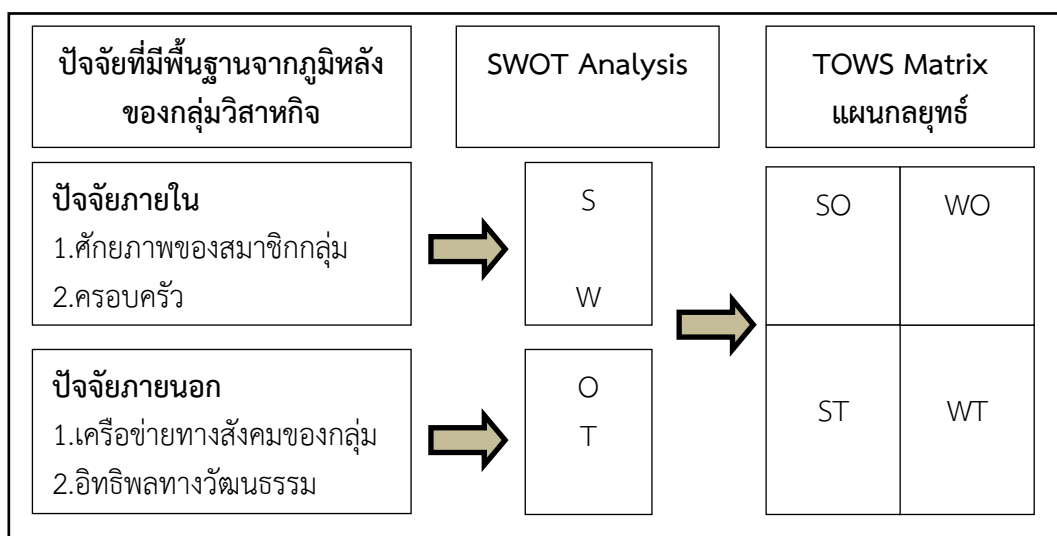 ปัจจัยที่มีพื้นฐานจากภูมิหลัง
ของกลุ่มวิสาหกิจ
SWOT Analysis
TOWS Matrix
แผนกลยุทธ์
ปัจจัยภายใน
1.ศักยภาพของสมาชิกกลุ่ม
2.ครอบครัว
S
W
ปัจจัยภายนอก
1.เครือข่ายทางสังคมของกลุ่ม
2.อิทธิพลทางวัฒนธรรม
O
T
SO
WO
ST
WT